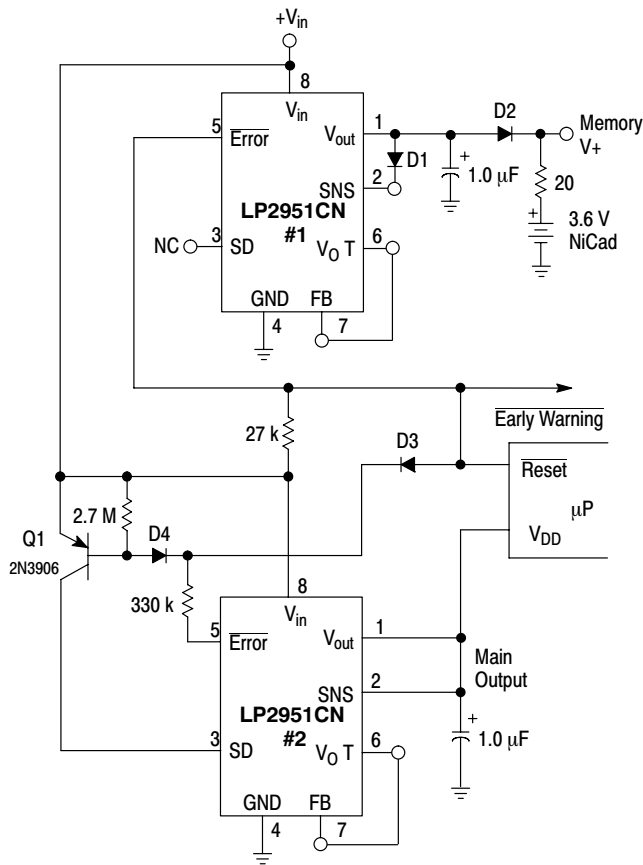 +Vin
8
Vin
5
Error
Vout
1
D2
Memory
V+
D1
1.0 μF
20
2
SNS
LP2951CN
#1
3.6 V
NiCad
NC
3
SD
VO T
6
GND
FB
4
7
Early Warning
27 k
D3
Reset
μP
VDD
2.7 M
D4
Q1
2N3906
330 k
8
Vin
5
Error
Vout
1
Main
Output
SNS
2
LP2951CN
#2
3
SD
VO T
6
1.0 μF
GND
FB
4
7